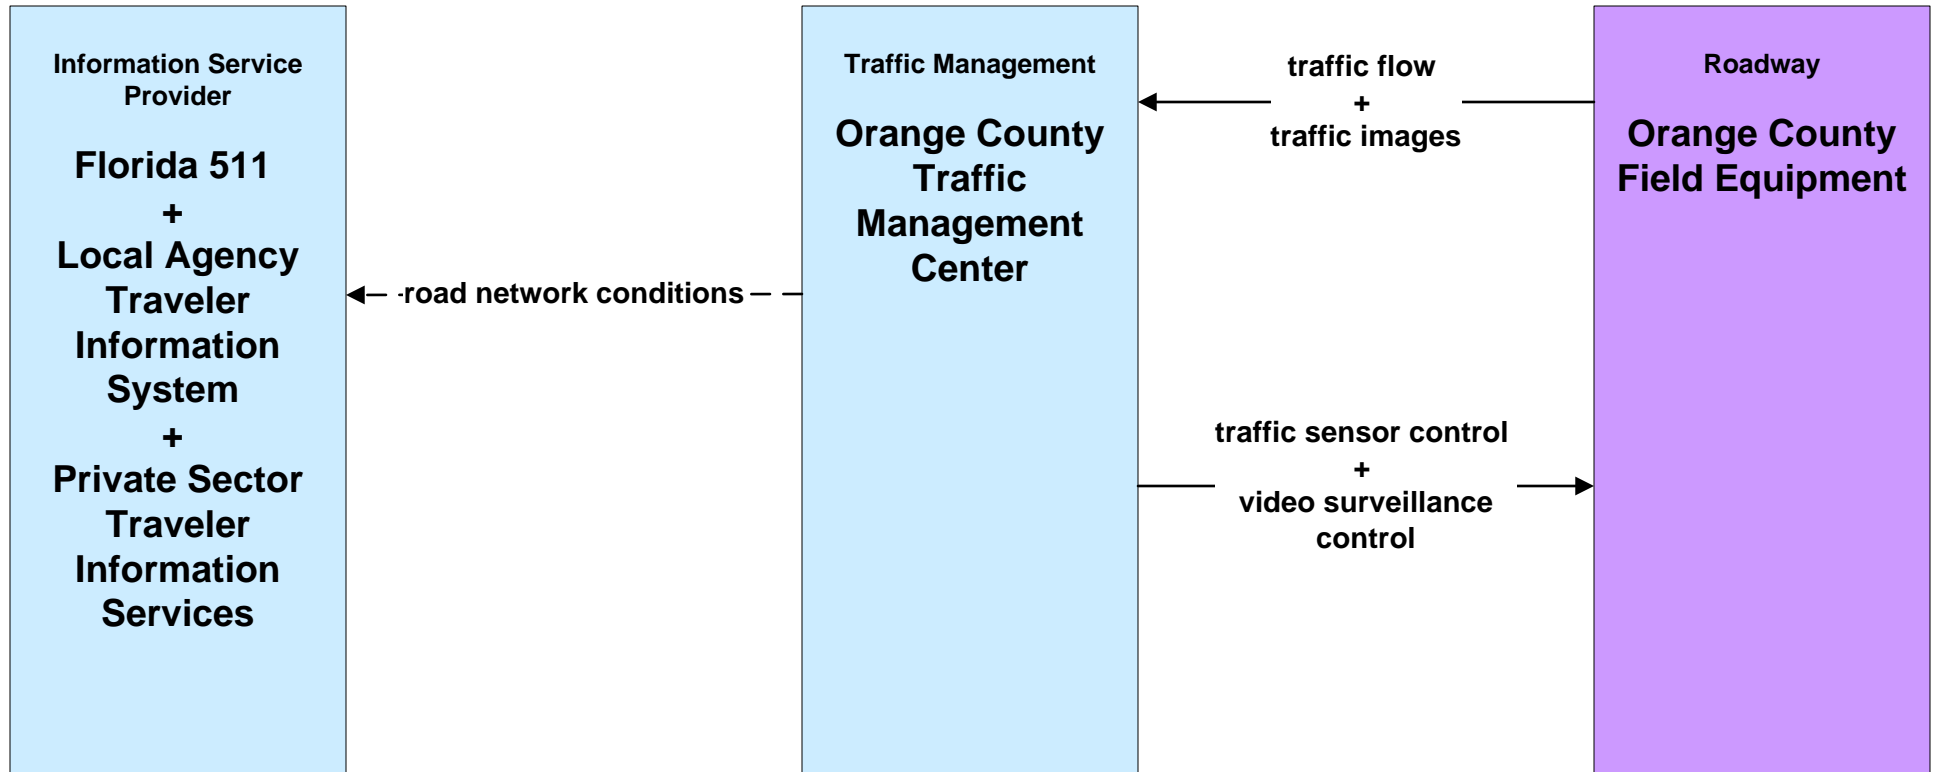 Information Service
Provider
Florida 511
+
Local Agency
Traveler
Information
System
+
Private Sector
Traveler
Information
Services
road network conditions
Traffic Management
Orange County
Traffic
Management
Center
traffic flow
+
traffic images
traffic sensor control
+
video surveillance
control
Roadway
Orange County
Field Equipment